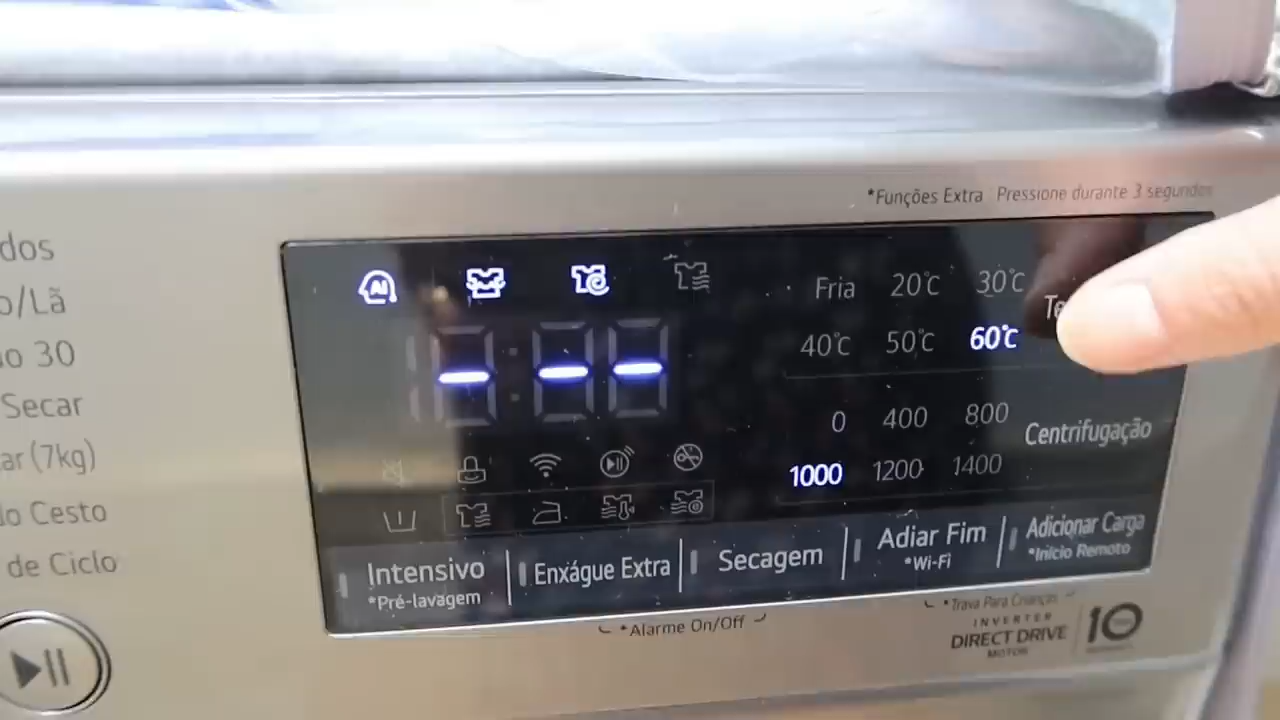 *Funções Extra Pressione durante 3 segundos
dos
o/Lã
30
Secar
ar (7kg)
lo Cesto
de Ciclo
AI
- : - -
Fria 20°C 30°C
40°C 50°C 60°C
Te
0 400 800
1000 1200 1400
Centrifugação
Intensivo
*Pré-lavagem
Enxágue Extra
Secagem
Adiar Fim
*Wi-Fi
Adicionar Carga
*Início Remoto
*Alarme On/Off
*Trava Para Crianças
INVERTER
DIRECT DRIVE
MOTOR
10